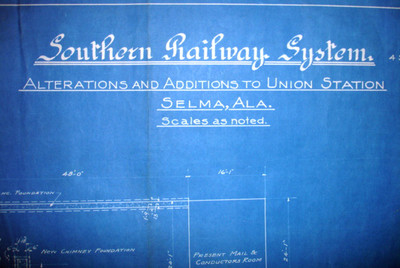 Southern Railway System.
ALTERATIONS AND ADDITIONS TO UNION STATION
SELMA, ALA.
Scales as noted.
48'-0"
16'-1"
FOUNDATION
NEW CHIMNEY FOUNDATION
PRESENT MAIL &
CONDUCTORS ROOM